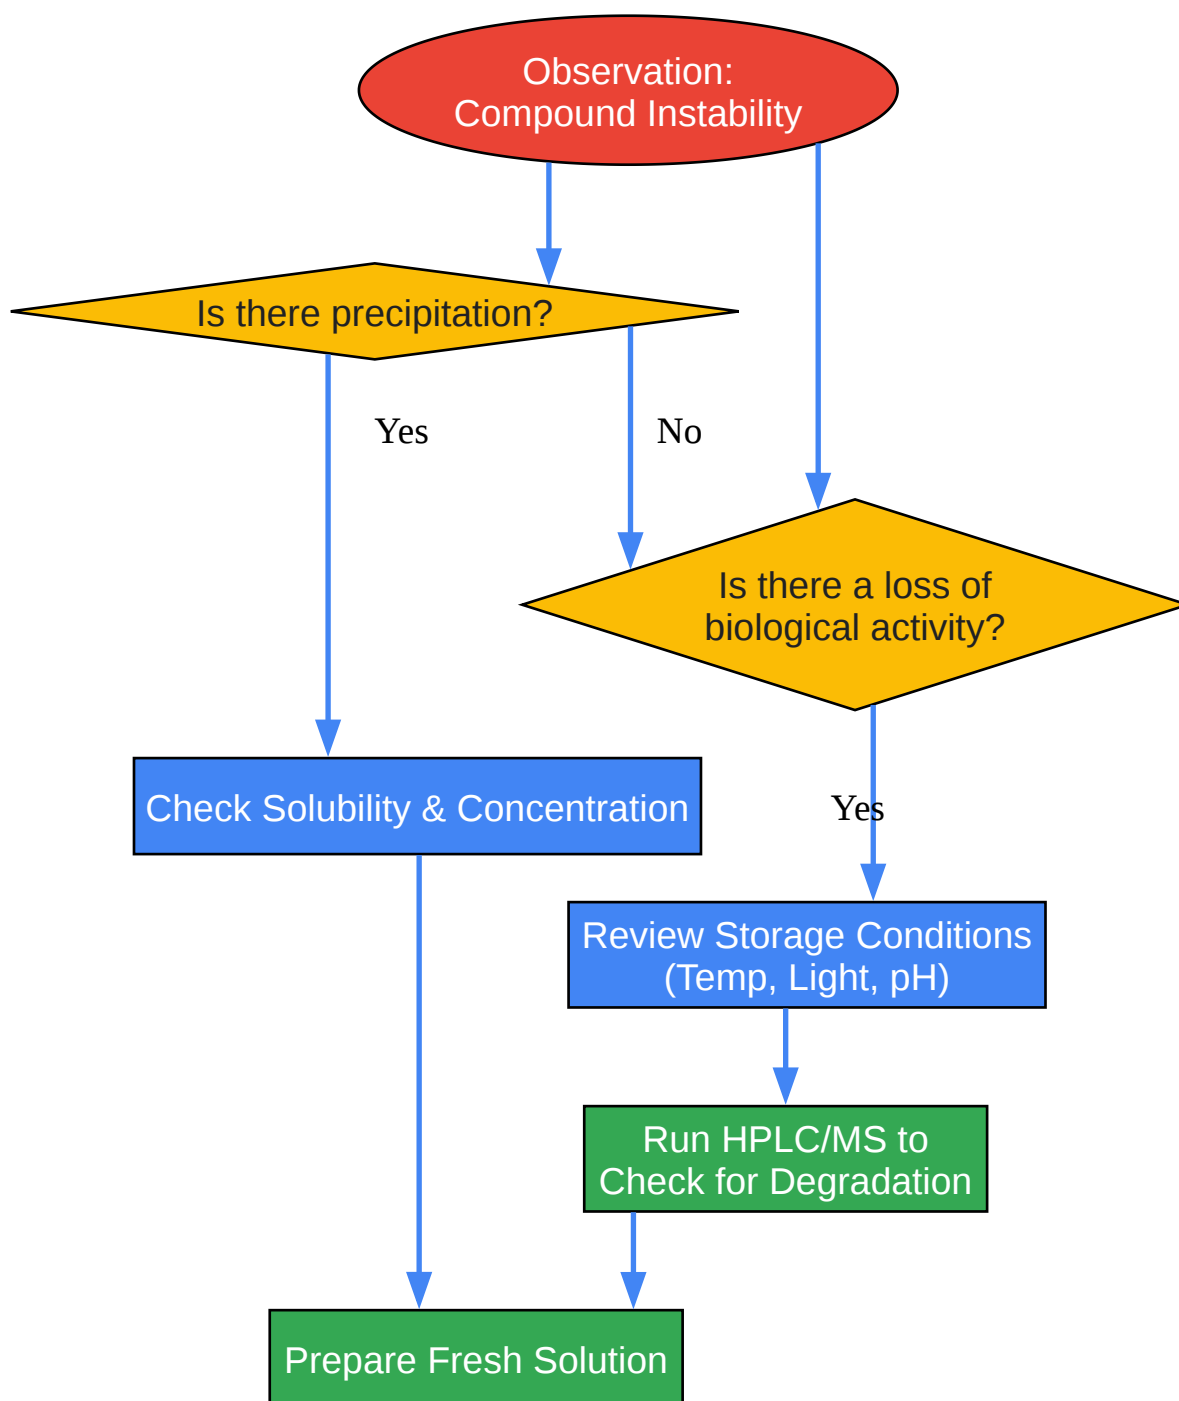 Observation:
Compound Instability
Is there precipitation?
Yes
No
Is there a loss of
biological activity?
Check Solubility & Concentration
Yes
Review Storage Conditions
(Temp, Light, pH)
Run HPLC/MS to
Check for Degradation
Prepare Fresh Solution